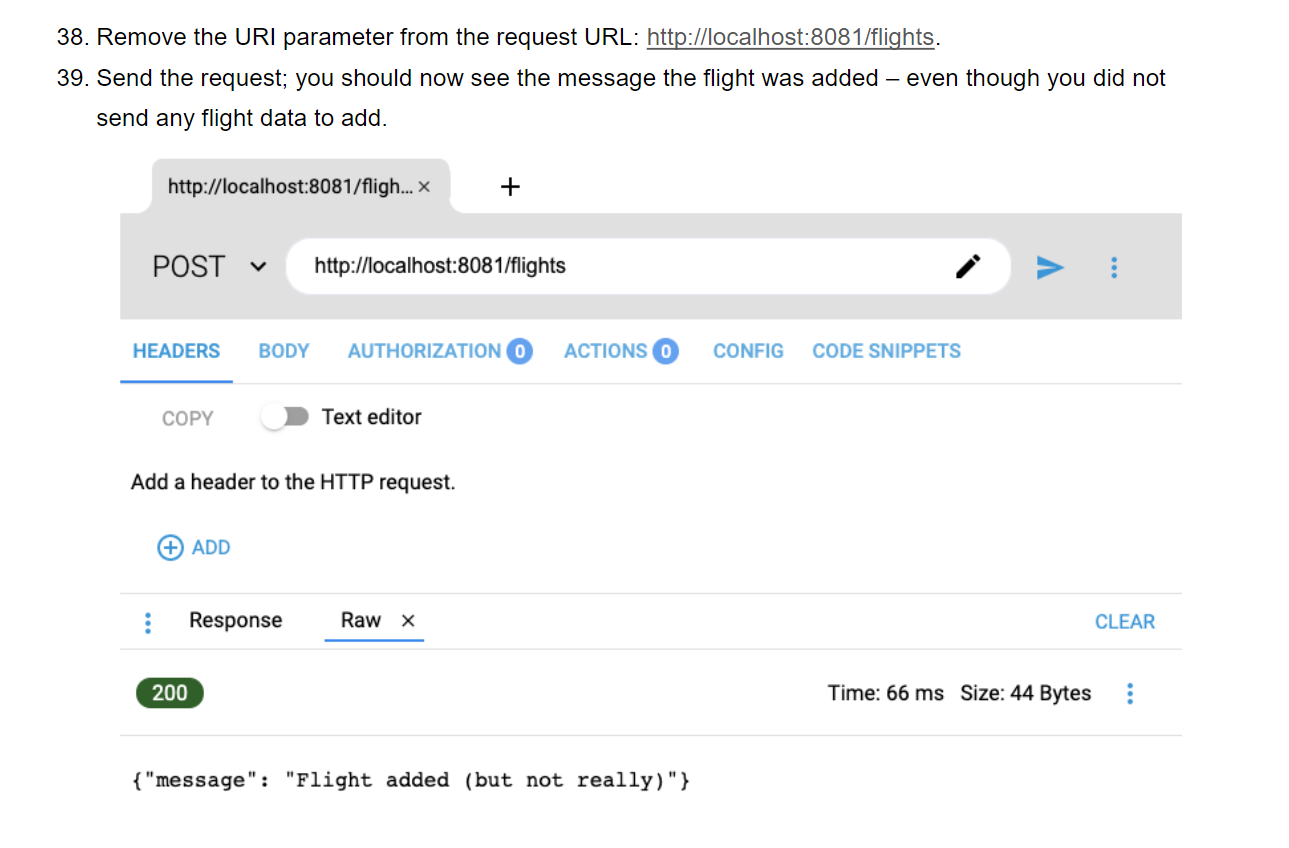 38. Remove the URI parameter from the request URL: http://localhost:8081/flights.
39. Send the request; you should now see the message the flight was added – even though you did not
send any flight data to add.
http://localhost:8081/fligh... × +
POST http://localhost:8081/flights
HEADERS BODY AUTHORIZATION 0 ACTIONS 0 CONFIG CODE SNIPPETS
COPY Text editor
Add a header to the HTTP request.
ADD
Response Raw × CLEAR
200 Time: 66 ms Size: 44 Bytes
{"message": "Flight added (but not really)"}